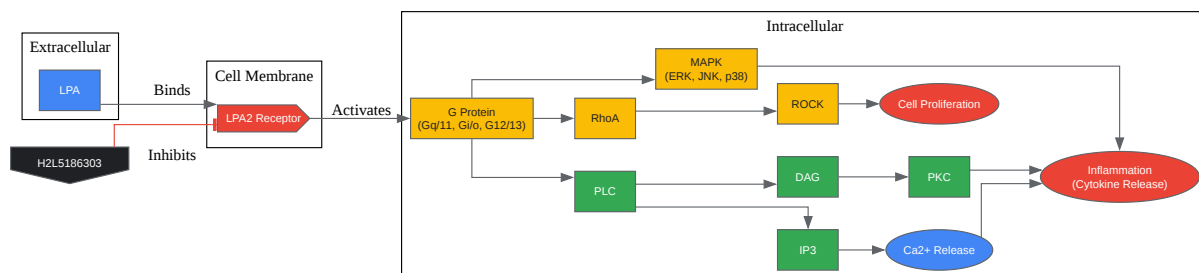 Extracellular
LPA
Binds
H2L5186303
Inhibits
Cell Membrane
LPA2 Receptor
Activates
Intracellular
G Protein
(Gq/11, Gi/o, G12/13)
MAPK
(ERK, JNK, p38)
RhoA
ROCK
Cell Proliferation
PLC
DAG
PKC
IP3
Ca2+ Release
Inflammation
(Cytokine Release)